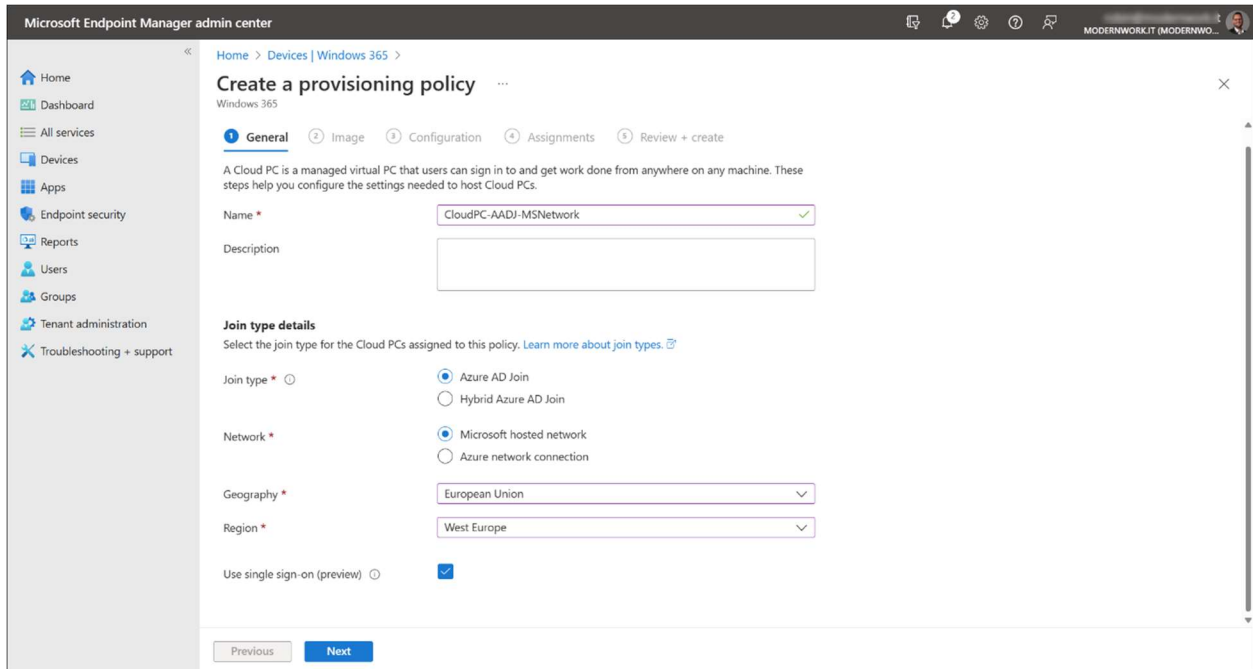 Microsoft Endpoint Manager admin center
2
MODERNWORK.IT (MODERNWO...
«
Home > Devices | Windows 365 >
Create a provisioning policy ...
Windows 365
Home
Dashboard
All services
Devices
Apps
Endpoint security
Reports
Users
Groups
Tenant administration
Troubleshooting + support
1 General 2 Image 3 Configuration 4 Assignments 5 Review + create
A Cloud PC is a managed virtual PC that users can sign in to and get work done from anywhere on any machine. These
steps help you configure the settings needed to host Cloud PCs.
Name * CloudPC-AADJ-MSNetwork
Description
Join type details
Select the join type for the Cloud PCs assigned to this policy. Learn more about join types.
Join type * Azure AD Join
Hybrid Azure AD Join
Network * Microsoft hosted network
Azure network connection
Geography * European Union
Region * West Europe
Use single sign-on (preview)
Previous Next